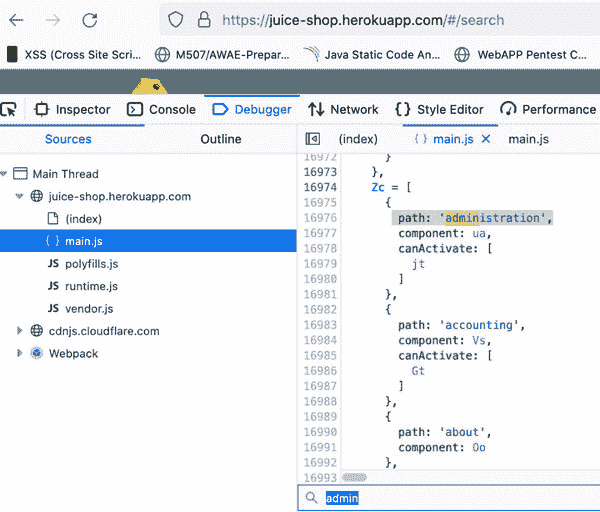 https://juice-shop.herokuapp.com/#/search
XSS (Cross Site Scri... M507/AWAE-Prepar... Java Static Code An... WebAPP Pentest C...
Inspector Console Debugger Network Style Editor Performance
Sources Outline (index) { } main.js main.js
Main Thread
juice-shop.herokuapp.com
(index)
{ } main.js
JS polyfills.js
JS runtime.js
JS vendor.js
cdnjs.cloudflare.com
Webpack
16972 }
16973 },
16974 Zc = [
16975 {
16976 path: 'administration',
16977 component: ua,
16978 canActivate: [
16979 jt
16980 ]
16981 },
16982 {
16983 path: 'accounting',
16984 component: Vs,
16985 canActivate: [
16986 Gt
16987 ]
16988 },
16989 {
16990 path: 'about',
16991 component: Oo
16992 },
16993
admin